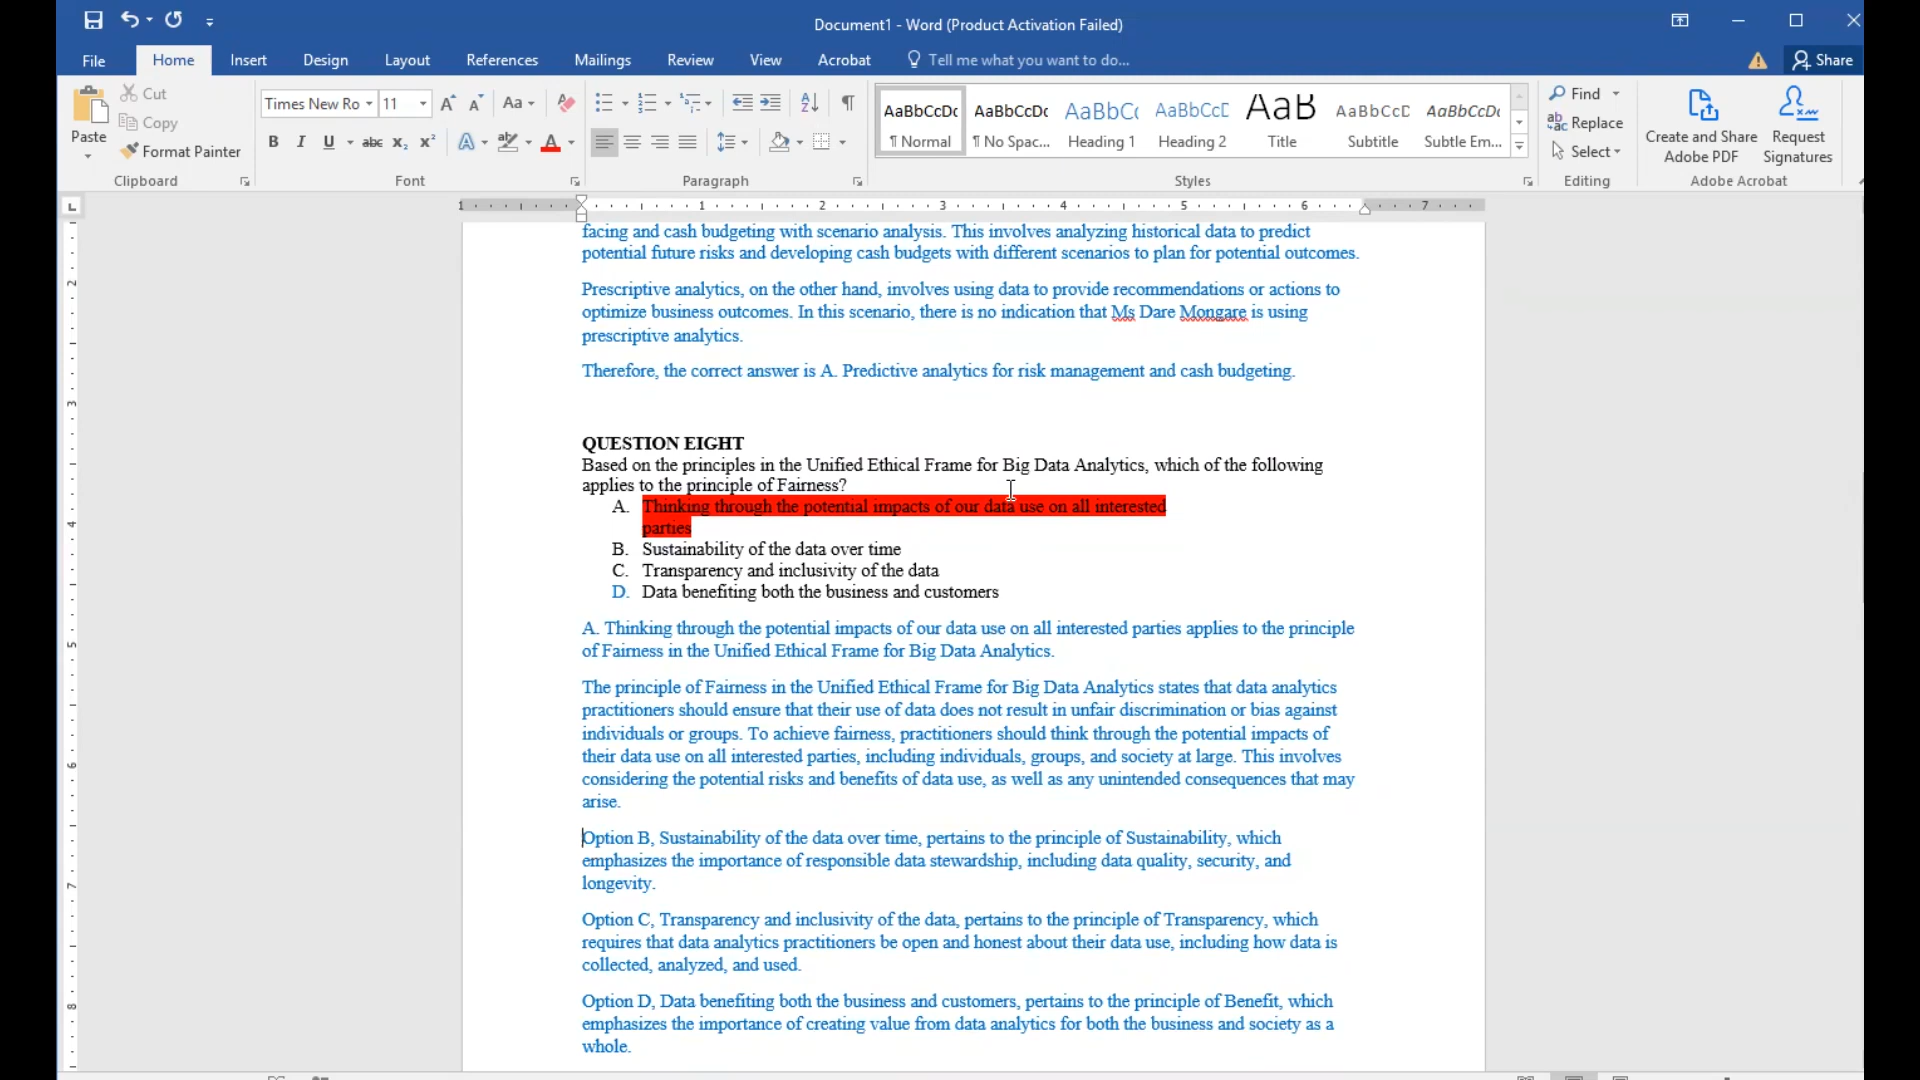 Document1 - Word (Product Activation Failed)
File Home Insert Design Layout References Mailings Review View Acrobat Tell me what you want to do... Share
Paste
Cut
Copy
Format Painter
Clipboard
Times New Ro 11
Font
Paragraph
AaBbCcDc AaBbCcDc AaBbCc AaBbCcD AaB AaBbCcD AaBbCcDc
¶ Normal ¶ No Spac... Heading 1 Heading 2 Title Subtitle Subtle Em...
Styles
Find
Replace
Select
Editing
Create and Share
Adobe PDF
Request
Signatures
Adobe Acrobat
1 1 2 3 4 5 6 7
facing and cash budgeting with scenario analysis. This involves analyzing historical data to predict
potential future risks and developing cash budgets with different scenarios to plan for potential outcomes.
Prescriptive analytics, on the other hand, involves using data to provide recommendations or actions to
optimize business outcomes. In this scenario, there is no indication that Ms Dare Mongare is using
prescriptive analytics.
Therefore, the correct answer is A. Predictive analytics for risk management and cash budgeting.
QUESTION EIGHT
Based on the principles in the Unified Ethical Frame for Big Data Analytics, which of the following
applies to the principle of Fairness?
A. Thinking through the potential impacts of our data use on all interested
parties
B. Sustainability of the data over time
C. Transparency and inclusivity of the data
D. Data benefiting both the business and customers
A. Thinking through the potential impacts of our data use on all interested parties applies to the principle
of Fairness in the Unified Ethical Frame for Big Data Analytics.
The principle of Fairness in the Unified Ethical Frame for Big Data Analytics states that data analytics
practitioners should ensure that their use of data does not result in unfair discrimination or bias against
individuals or groups. To achieve fairness, practitioners should think through the potential impacts of
their data use on all interested parties, including individuals, groups, and society at large. This involves
considering the potential risks and benefits of data use, as well as any unintended consequences that may
arise.
Option B, Sustainability of the data over time, pertains to the principle of Sustainability, which
emphasizes the importance of responsible data stewardship, including data quality, security, and
longevity.
Option C, Transparency and inclusivity of the data, pertains to the principle of Transparency, which
requires that data analytics practitioners be open and honest about their data use, including how data is
collected, analyzed, and used.
Option D, Data benefiting both the business and customers, pertains to the principle of Benefit, which
emphasizes the importance of creating value from data analytics for both the business and society as a
whole.